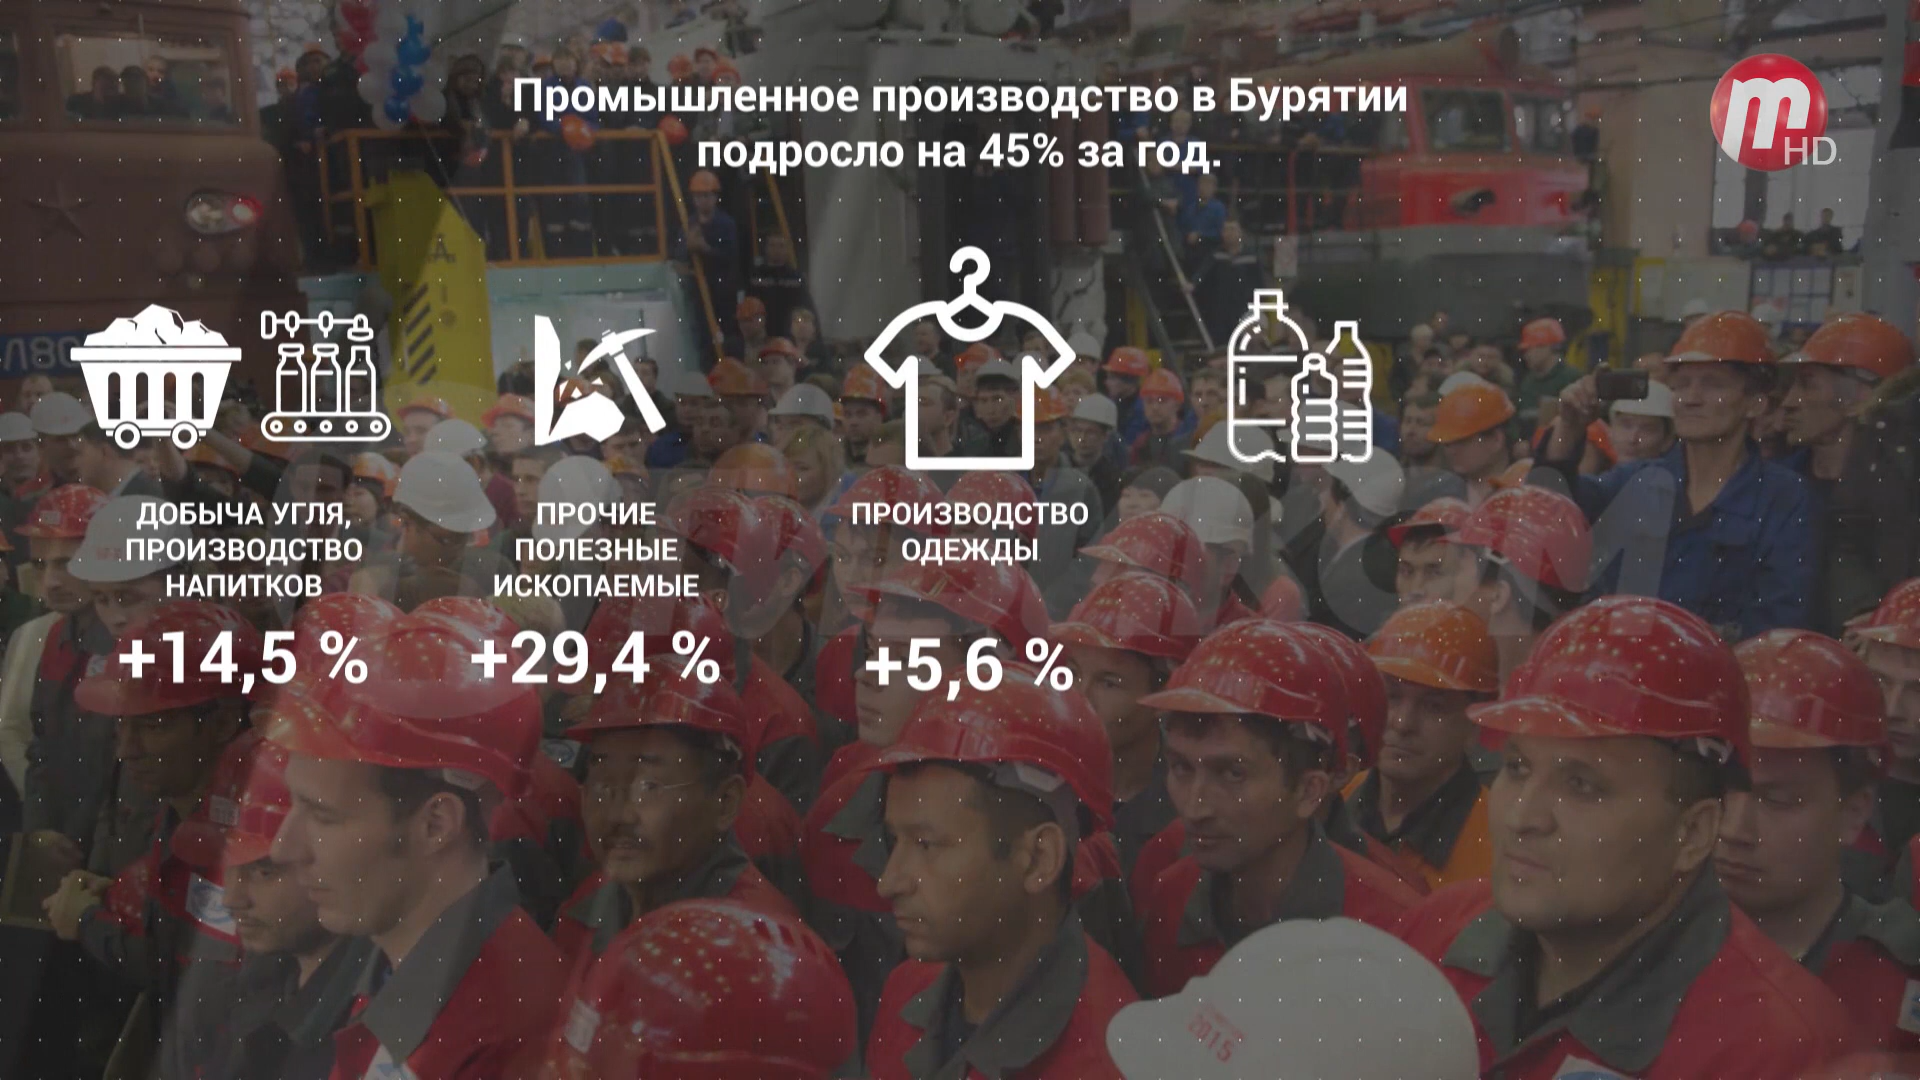 Промышленное производство в Бурятии
подросло на 45% за год.
m HD
ДОБЫЧА УГЛЯ,
ПРОИЗВОДСТВО
НАПИТКОВ
+14,5 %
ПРОЧИЕ
ПОЛЕЗНЫЕ
ИСКОПАЕМЫЕ
+29,4 %
ПРОИЗВОДСТВО
ОДЕЖДЫ
+5,6 %
2015